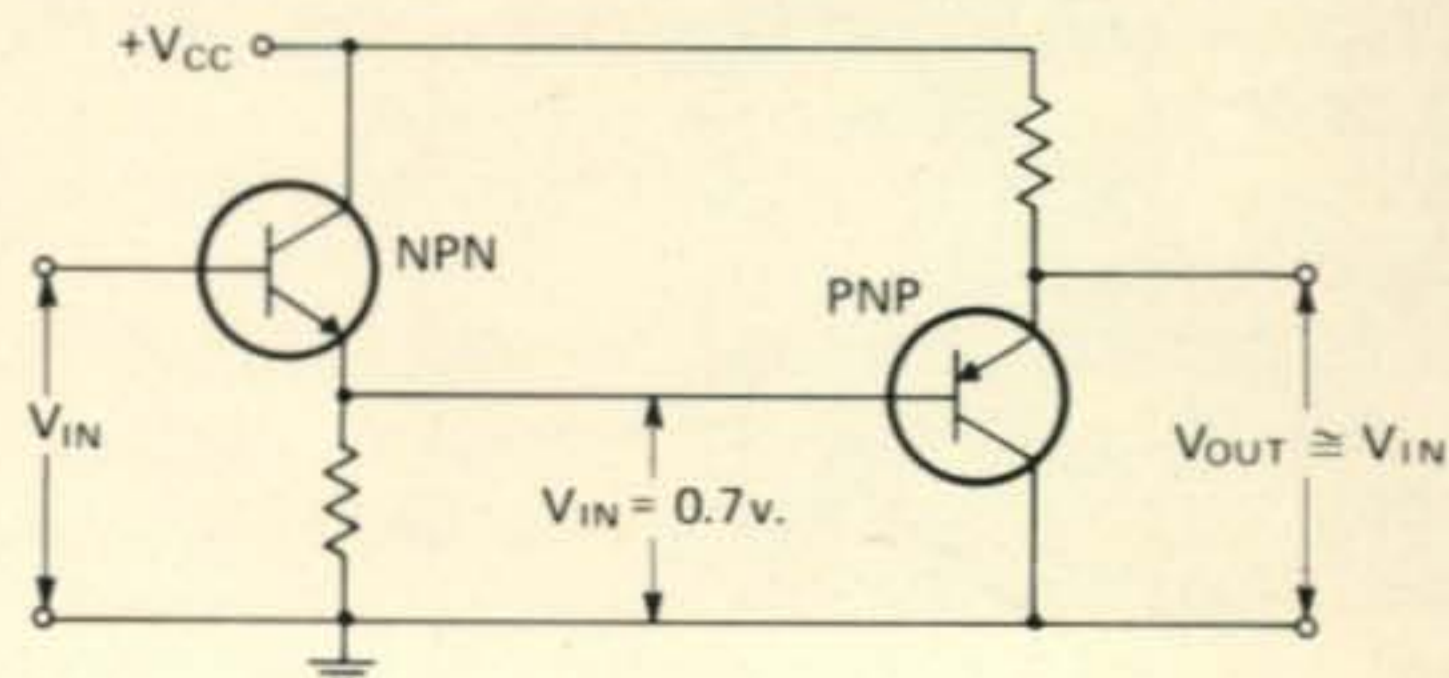 +VCC
NPN
PNP
VIN
VIN = 0.7v.
VOUT ≅ VIN